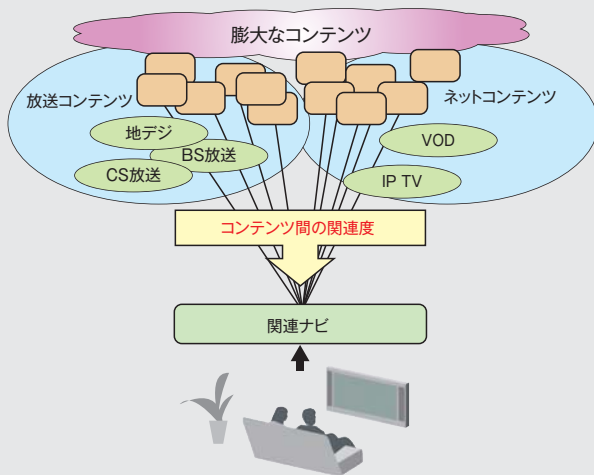 膨大なコンテンツ
放送コンテンツ
ネットコンテンツ
地デジ
BS放送
CS放送
VOD
IP TV
コンテンツ間の関連度
関連ナビ